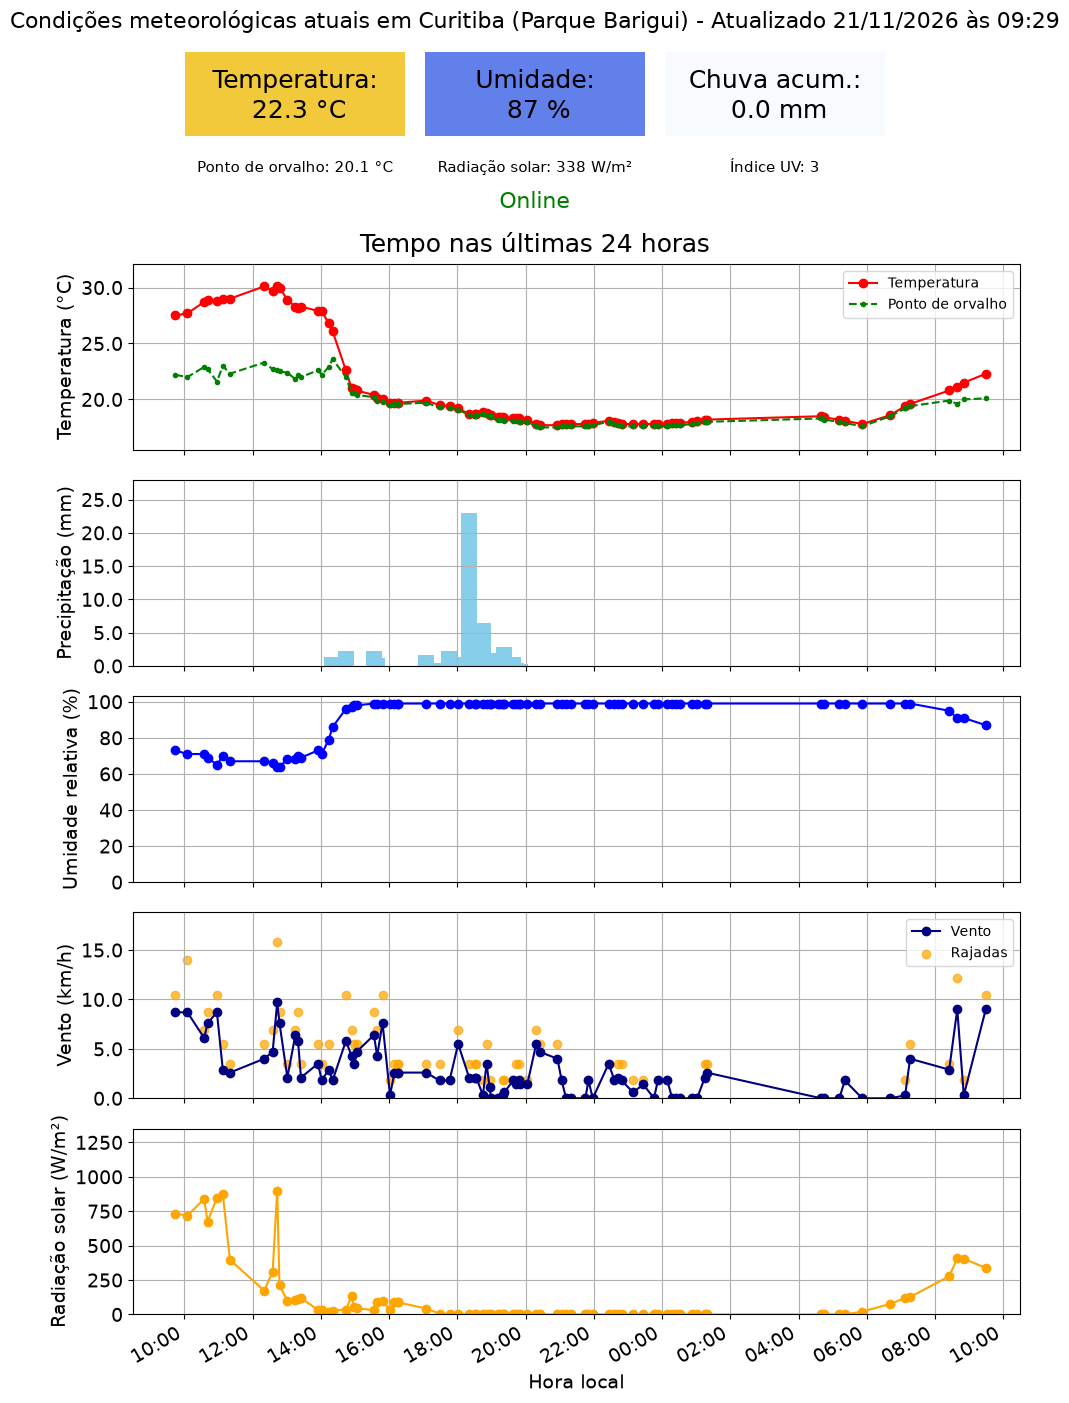 Condições meteorológicas atuais em Curitiba (Parque Barigui) - Atualizado 21/11/2026 às 09:29
Temperatura:
22.3 °C
Umidade:
87 %
Chuva acum.:
0.0 mm
Ponto de orvalho: 20.1 °C
Radiação solar: 338 W/m²
Índice UV: 3
Online
Tempo nas últimas 24 horas
Temperatura (°C)
30.0
25.0
20.0
Temperatura
Ponto de orvalho
Precipitação (mm)
25.0
20.0
15.0
10.0
5.0
0.0
Umidade relativa (%)
100
80
60
40
20
0
Vento (km/h)
15.0
10.0
5.0
0.0
Vento
Rajadas
Radiação solar (W/m²)
1250
1000
750
500
250
0
10:00
12:00
14:00
16:00
18:00
20:00
22:00
00:00
02:00
04:00
06:00
08:00
10:00
Hora local